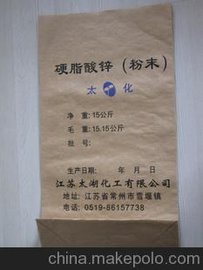 硬脂酸锌（粉末）
太 化
净 重: 15公斤
毛 重: 15.15公斤
批 号:
生产日期: 年 月 日
江苏太湖化工有限公司
地址: 江苏省常州市雪堰镇
电话: 0519-86157738
china.makepolo.com